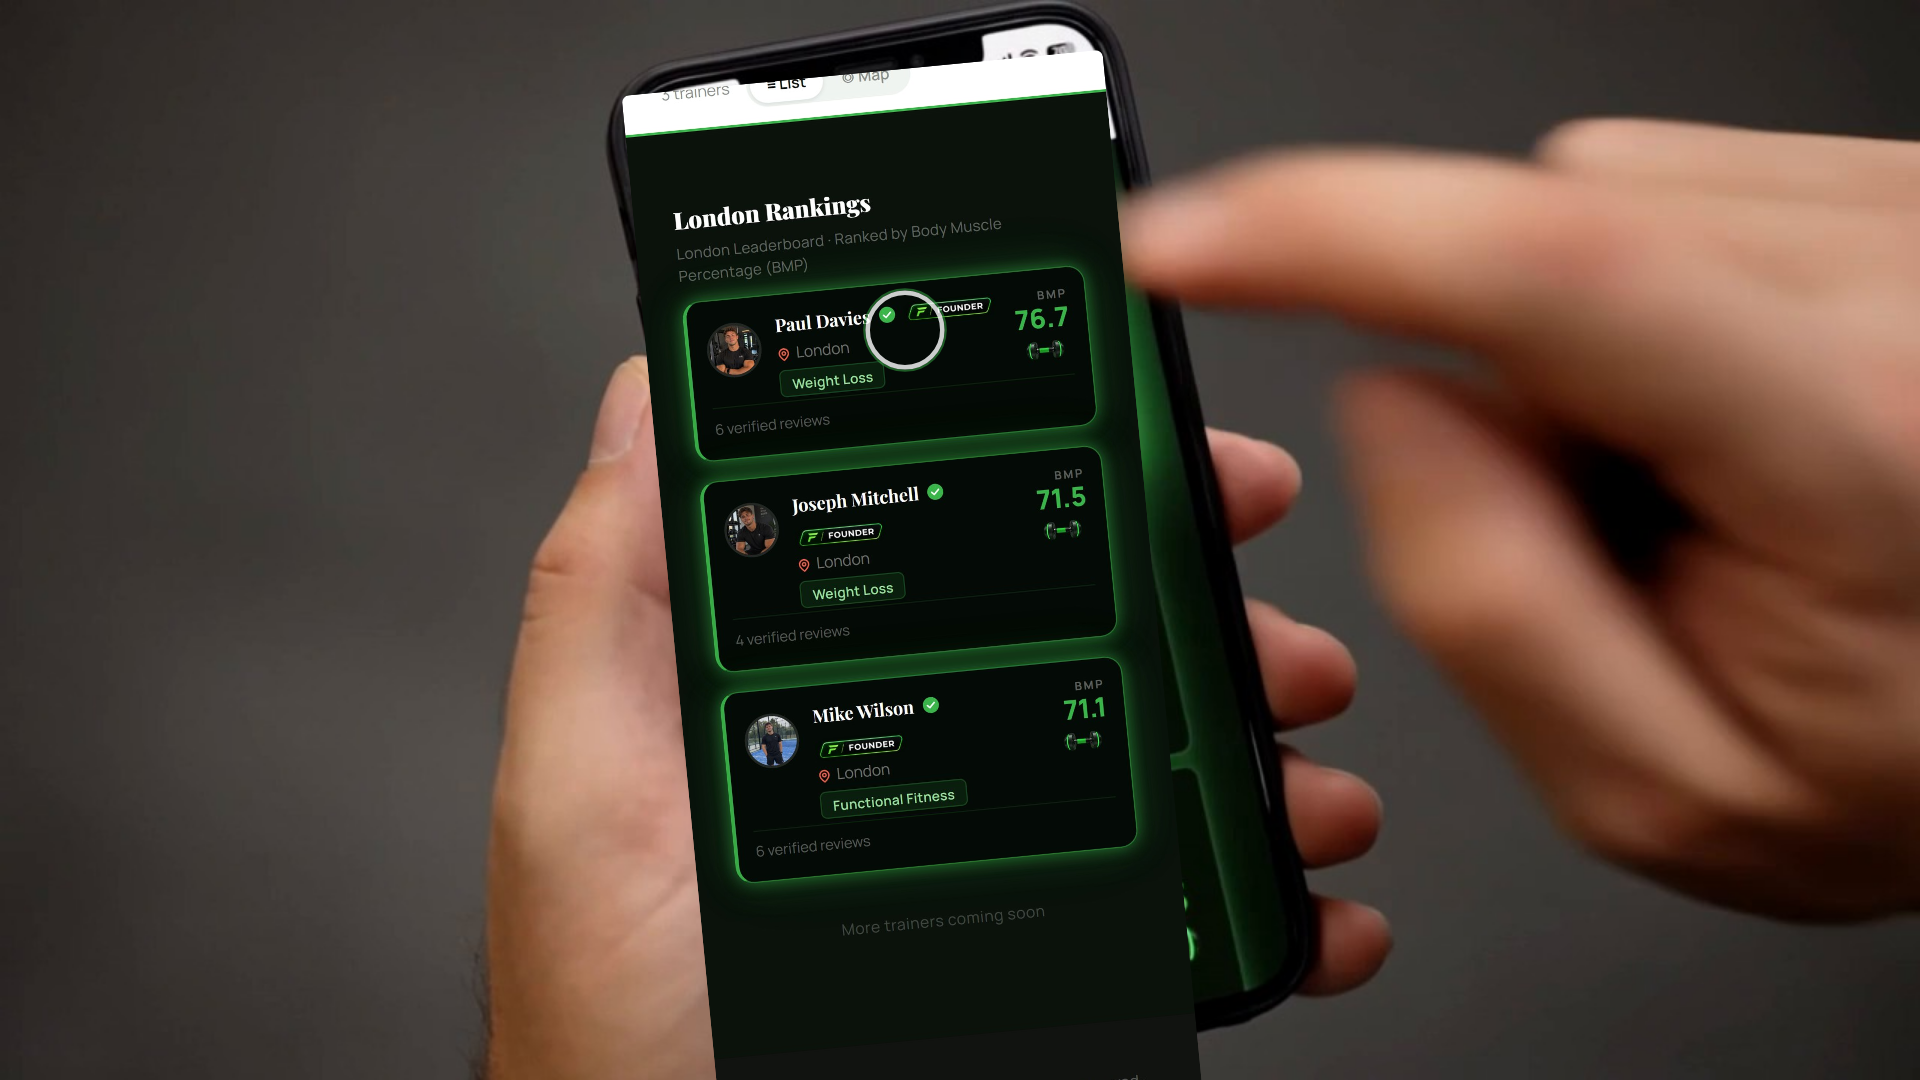 3 trainers
List
Map
London Rankings
London Leaderboard · Ranked by Body Muscle
Percentage (BMP)
Paul Davies
FOUNDER
BMP
76.7
London
Weight Loss
6 verified reviews
Joseph Mitchell
BMP
71.5
FOUNDER
London
Weight Loss
4 verified reviews
Mike Wilson
BMP
71.1
FOUNDER
London
Functional Fitness
6 verified reviews
More trainers coming soon